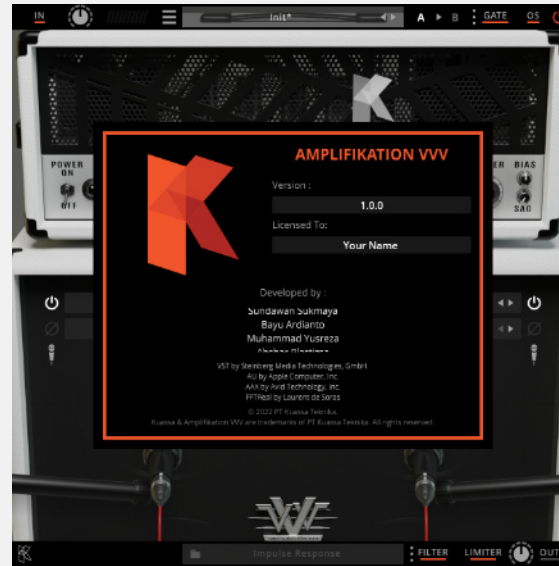 IN
Init*
A
B
GATE
OS
POWER
ON
OFF
BIAS
SAG
AMPLIFIKATION VVV
Version :
1.0.0
Licensed To:
Your Name
Developed by :
Sundawan Sukmaya
Bayu Ardianto
Muhammad Yusreza
VST by Steinberg Media Technologies, GmbH.
AU by Apple Computer, Inc.
AAX by Avid Technology, Inc.
FFTReal by Laurent de Soras
© 2022 PT Kuassa Teknika.
Kuassa & Amplifikation VVV are trademarks of PT Kuassa Teknika. All rights reserved.
Impulse Response
FILTER
LIMITER
OUT